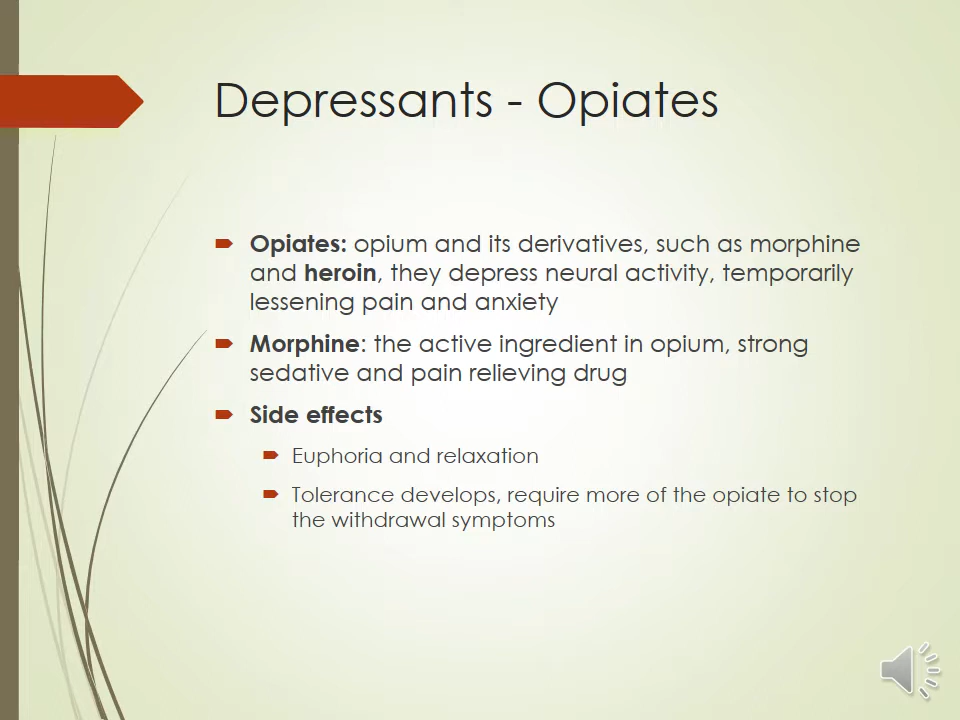 Depressants - Opiates
Opiates: opium and its derivatives, such as morphine
and heroin, they depress neural activity, temporarily
lessening pain and anxiety
Morphine: the active ingredient in opium, strong
sedative and pain relieving drug
Side effects
Euphoria and relaxation
Tolerance develops, require more of the opiate to stop
the withdrawal symptoms